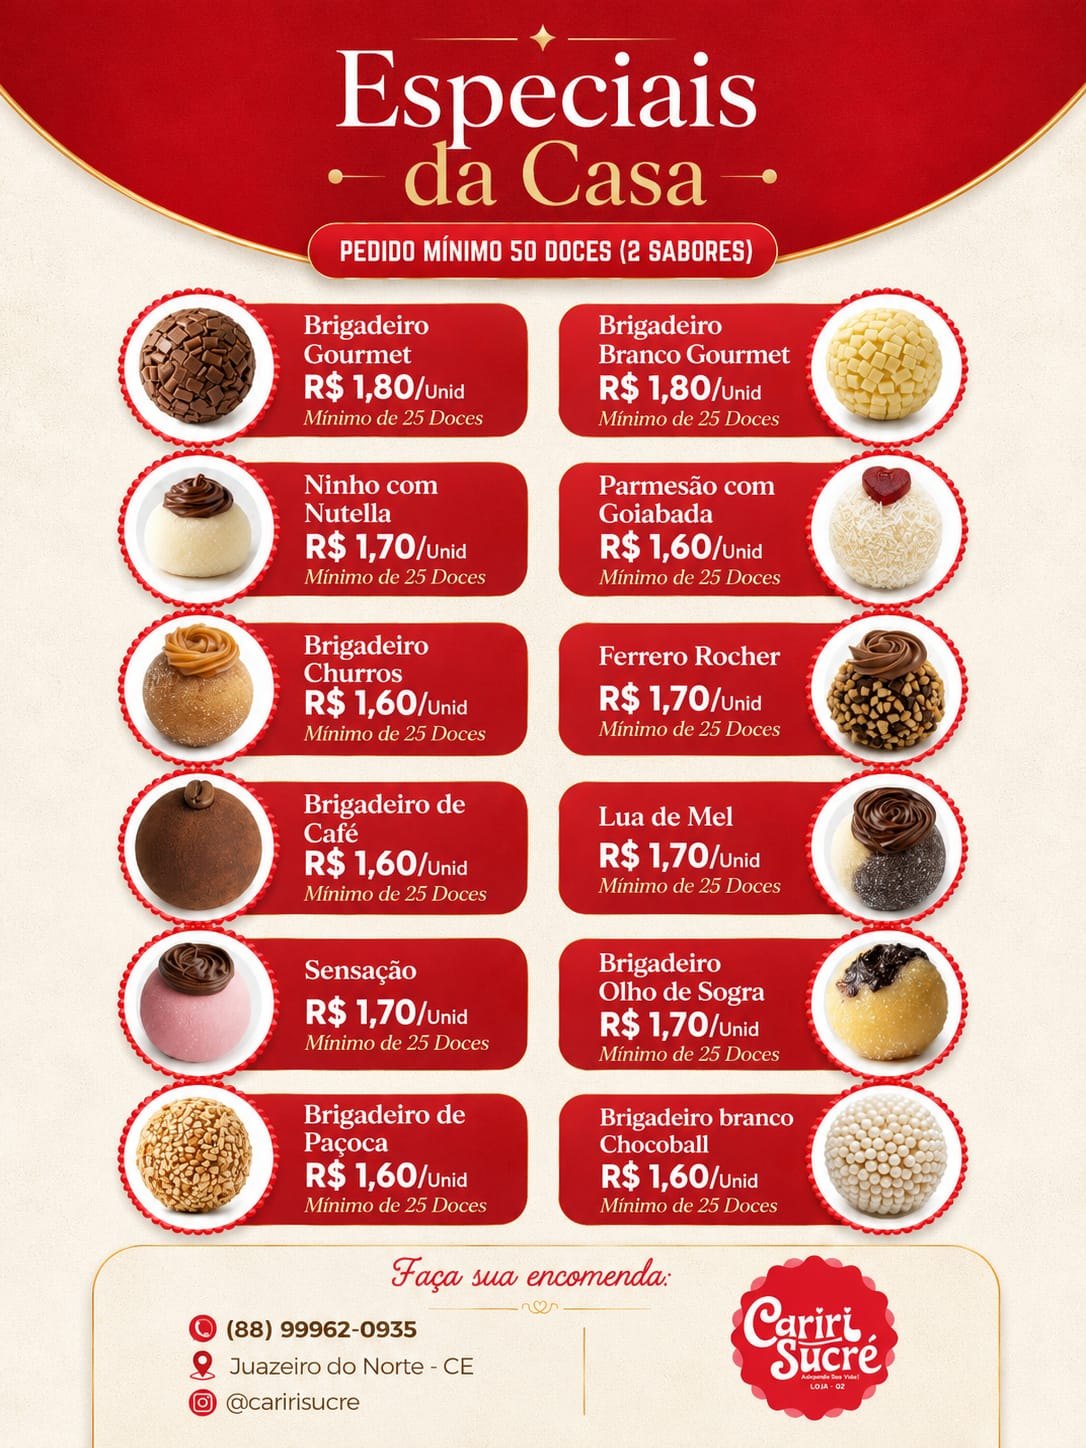 Especiais
da Casa
PEDIDO MÍNIMO 50 DOCES (2 SABORES)
Brigadeiro
Gourmet
R$ 1,80/Unid
Mínimo de 25 Doces
Brigadeiro
Branco Gourmet
R$ 1,80/Unid
Mínimo de 25 Doces
Ninho com
Nutella
R$ 1,70/Unid
Mínimo de 25 Doces
Parmesão com
Goiabada
R$ 1,60/Unid
Mínimo de 25 Doces
Brigadeiro
Churros
R$ 1,60/Unid
Mínimo de 25 Doces
Ferrero Rocher
R$ 1,70/Unid
Mínimo de 25 Doces
Brigadeiro de
Café
R$ 1,60/Unid
Mínimo de 25 Doces
Lua de Mel
R$ 1,70/Unid
Mínimo de 25 Doces
Sensação
R$ 1,70/Unid
Mínimo de 25 Doces
Brigadeiro
Olho de Sogra
R$ 1,70/Unid
Mínimo de 25 Doces
Brigadeiro de
Paçoca
R$ 1,60/Unid
Mínimo de 25 Doces
Brigadeiro branco
Chocoball
R$ 1,60/Unid
Mínimo de 25 Doces
Faça sua encomenda:
(88) 99962-0935
Juazeiro do Norte - CE
@caririsucre
Cariri
Sucré
Sua Vida!
LOJA - 02